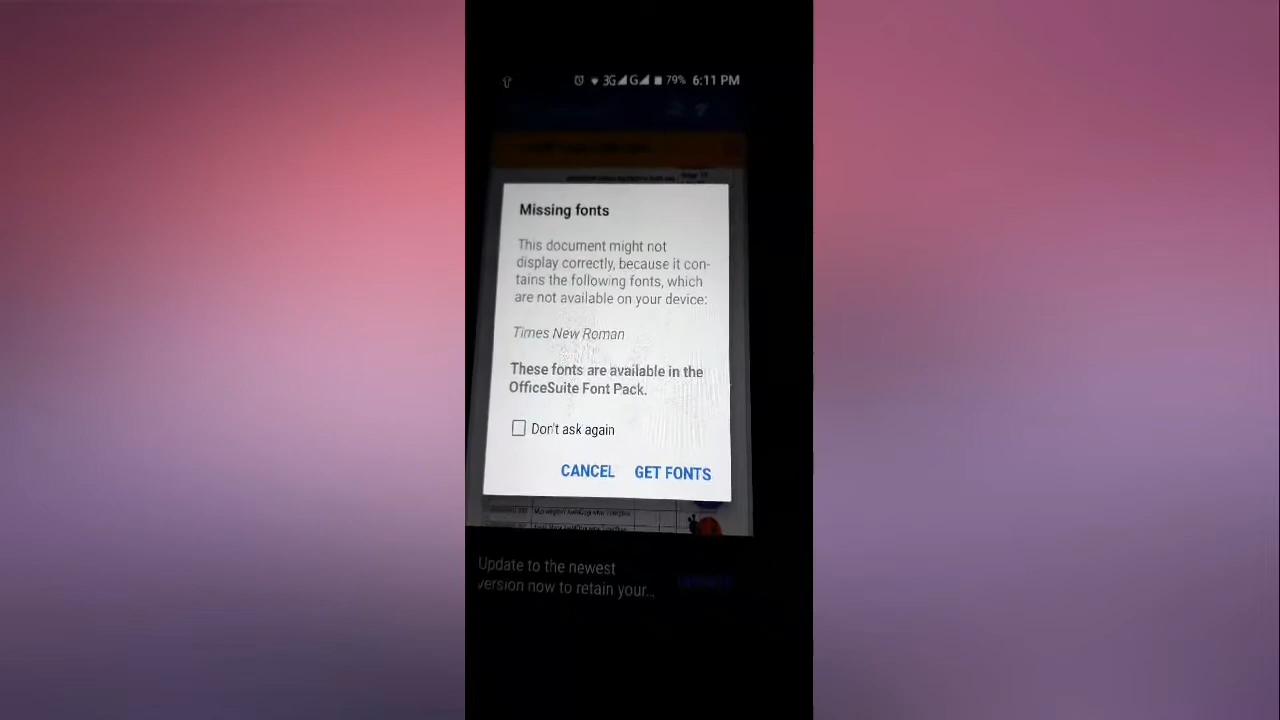 3G G 79% 6:11 PM
Missing fonts
This document might not
display correctly, because it con-
tains the following fonts, which
are not available on your device:
Times New Roman
These fonts are available in the
OfficeSuite Font Pack.
Don't ask again
CANCEL GET FONTS
Update to the newest
version now to retain your...